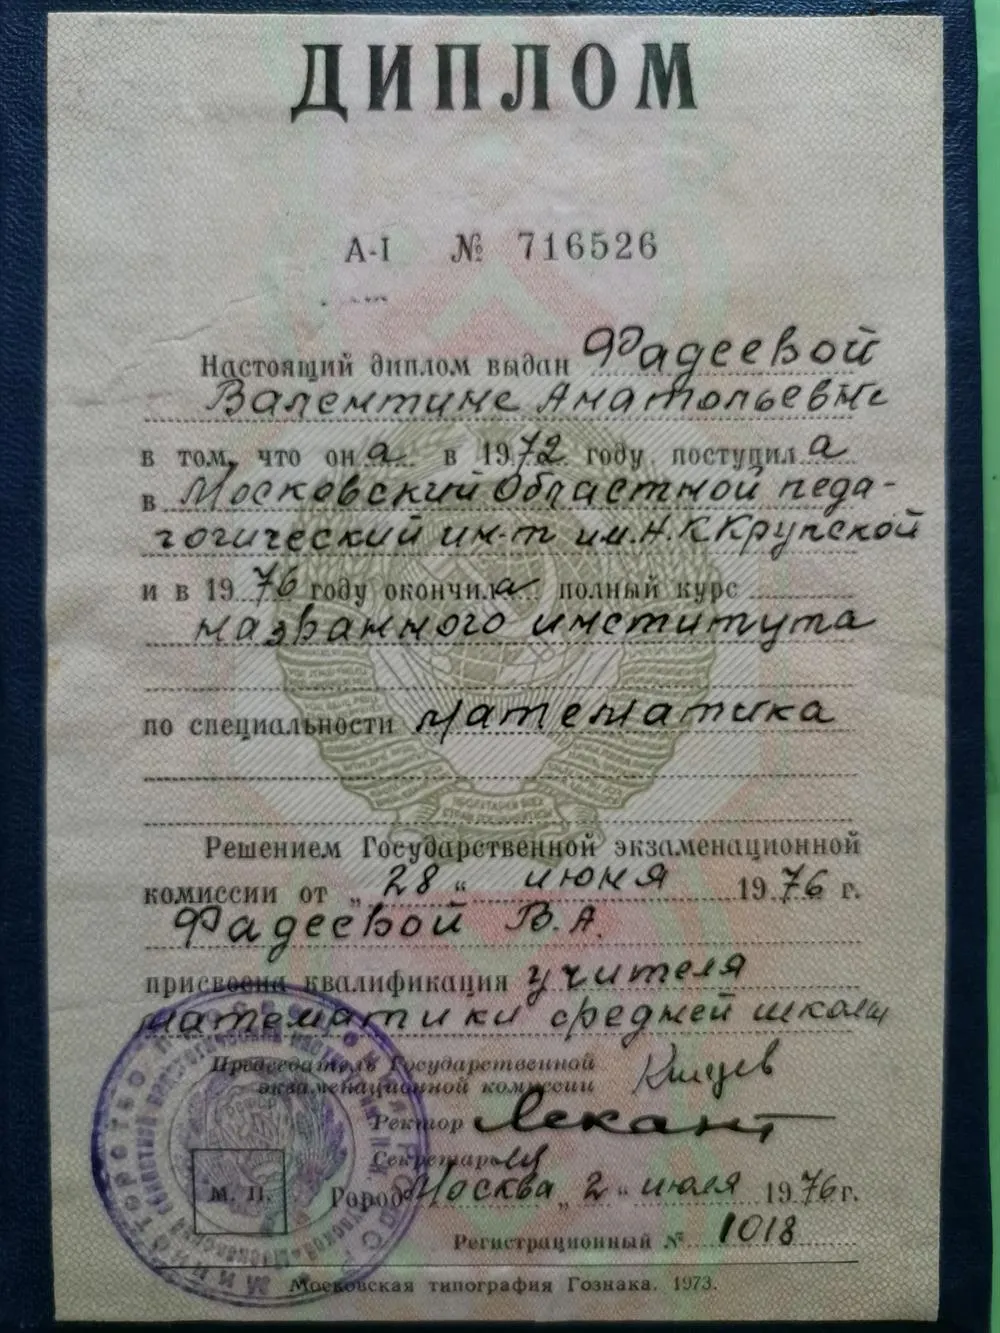 ДИПЛОМ
А-I № 716526
Настоящий диплом выдан Фадеевой
Валентине Анатольевне
в том, что она в 1972 году поступила
в Московский Областной педа-
гогический ин-т им. Н.К Крупской
и в 1976 году окончила полный курс
названного института
по специальности математика
Решением Государственной экзаменационной
комиссии от „28“ июня 1976 г.
Фадеевой В.А.
присвоена квалификация учителя
математики средней школы
Председатель Государственной
экзаменационной комиссии
Ректор Лекант
Секретарь
Город Москва „2“ июля 1976 г.
М. П.
Регистрационный № 1018
Московская типография Гознака. 1973.